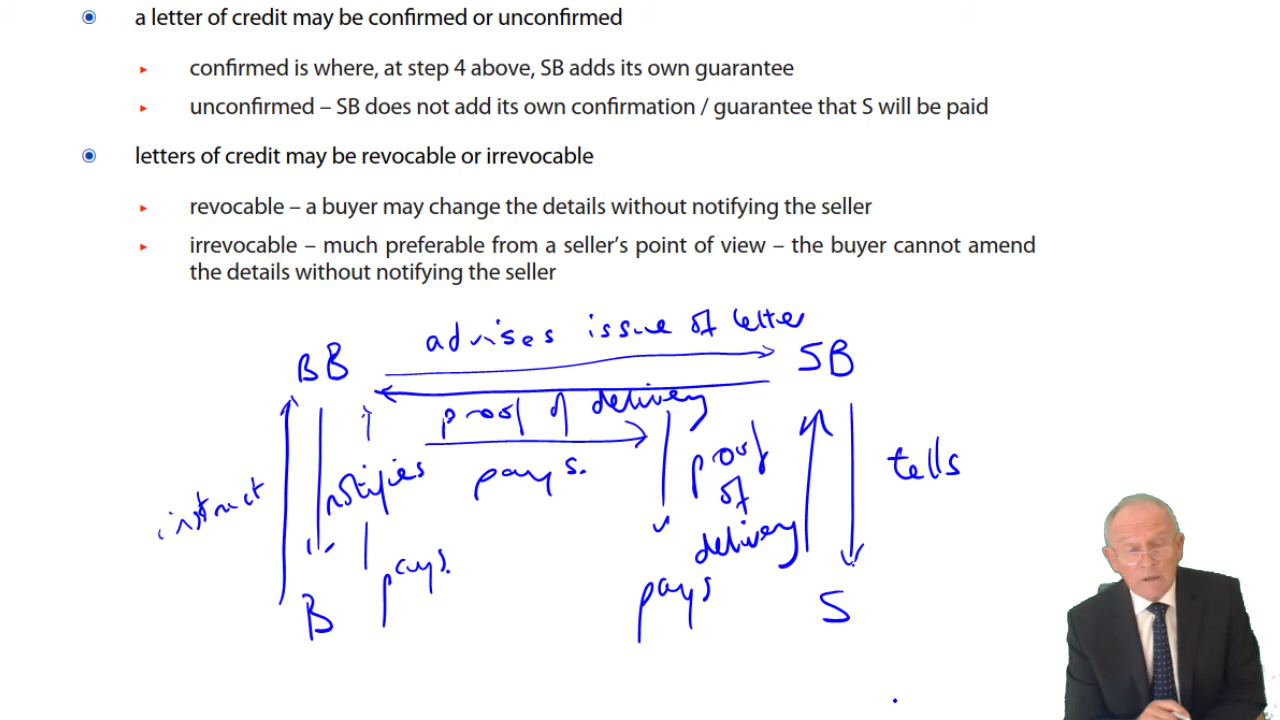 a letter of credit may be confirmed or unconfirmed
confirmed is where, at step 4 above, SB adds its own guarantee
unconfirmed – SB does not add its own confirmation / guarantee that S will be paid
letters of credit may be revocable or irrevocable
revocable – a buyer may change the details without notifying the seller
irrevocable – much preferable from a seller's point of view – the buyer cannot amend
the details without notifying the seller
advises issue of letter
BB
SB
proof of delivery
pays.
instruct
notifies
pays.
proof
of
delivery
tells
pays
B
S